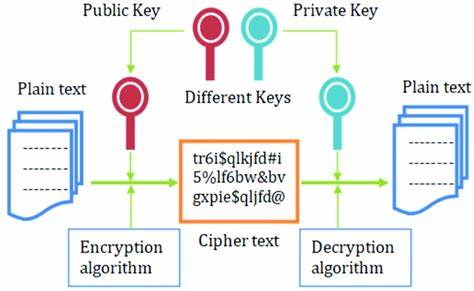 Public Key
Private Key
Plain text
Different Keys
Plain text
tr6i$qlkjfd#i
5%lf6bw&bv
gxpie$qljfd@
Cipher text
Encryption
algorithm
Decryption
algorithm